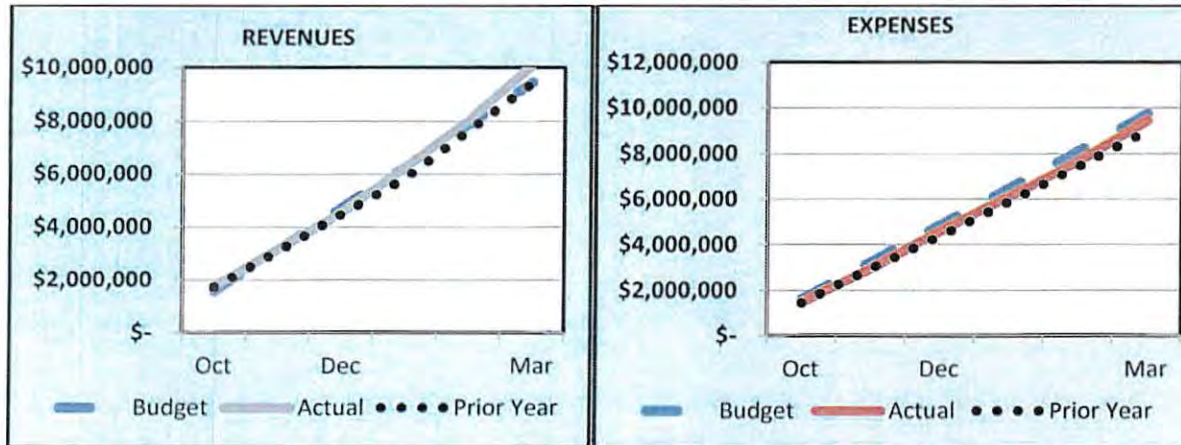 REVENUES
$10,000,000
$8,000,000
$6,000,000
$4,000,000
$2,000,000
$-
Oct Dec Mar
Budget Actual Prior Year
EXPENSES
$12,000,000
$10,000,000
$8,000,000
$6,000,000
$4,000,000
$2,000,000
$-
Oct Dec Mar
Budget Actual Prior Year